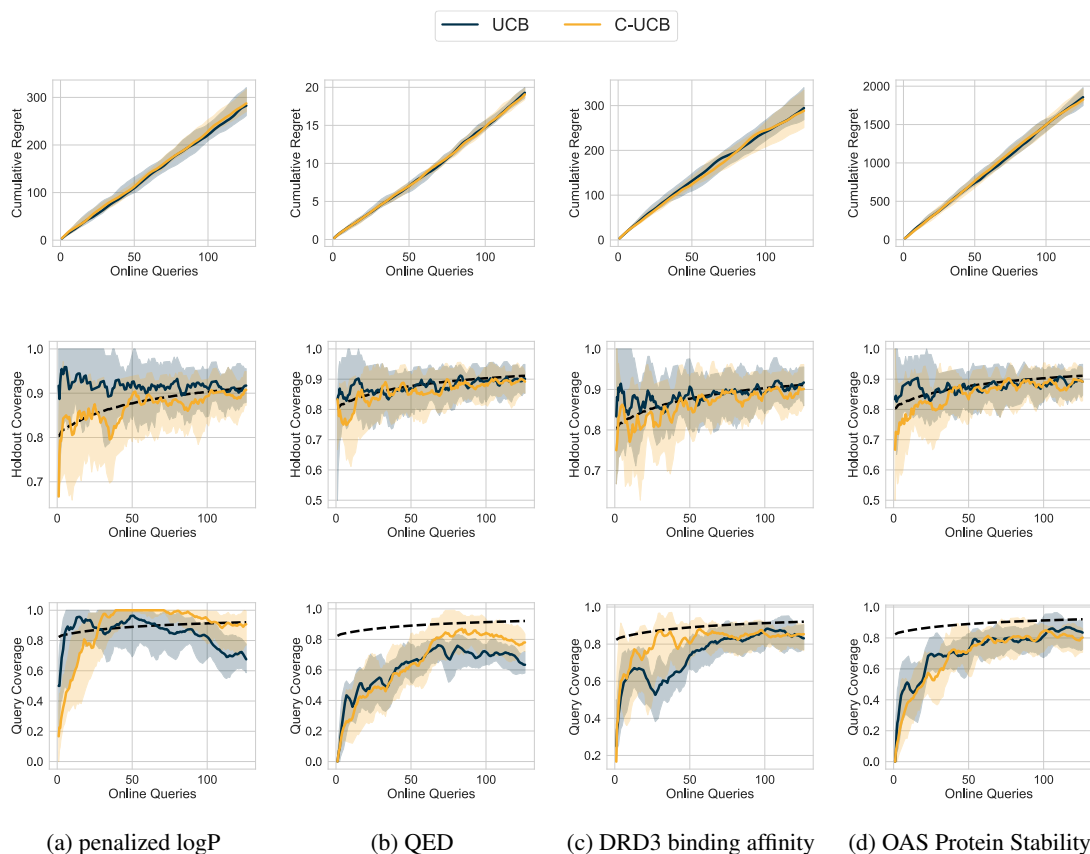 UCB C-UCB
Cumulative Regret
300
200
100
0
0 50 100
Online Queries
Cumulative Regret
20
15
10
5
0
0 50 100
Online Queries
Cumulative Regret
300
200
100
0
0 50 100
Online Queries
Cumulative Regret
2000
1500
1000
500
0
0 50 100
Online Queries
Holdout Coverage
1.0
0.9
0.8
0.7
0 50 100
Online Queries
Holdout Coverage
1.0
0.9
0.8
0.7
0.6
0.5
0 50 100
Online Queries
Holdout Coverage
1.0
0.9
0.8
0.7
0 50 100
Online Queries
Holdout Coverage
1.0
0.9
0.8
0.7
0.6
0.5
0 50 100
Online Queries
Query Coverage
1.0
0.8
0.6
0.4
0.2
0.0
0 50 100
Online Queries
Query Coverage
1.0
0.8
0.6
0.4
0.2
0.0
0 50 100
Online Queries
Query Coverage
1.0
0.8
0.6
0.4
0.2
0 50 100
Online Queries
Query Coverage
1.0
0.8
0.6
0.4
0.2
0.0
0 50 100
Online Queries
(a) penalized logP
(b) QED
(c) DRD3 binding affinity
(d) OAS Protein Stability